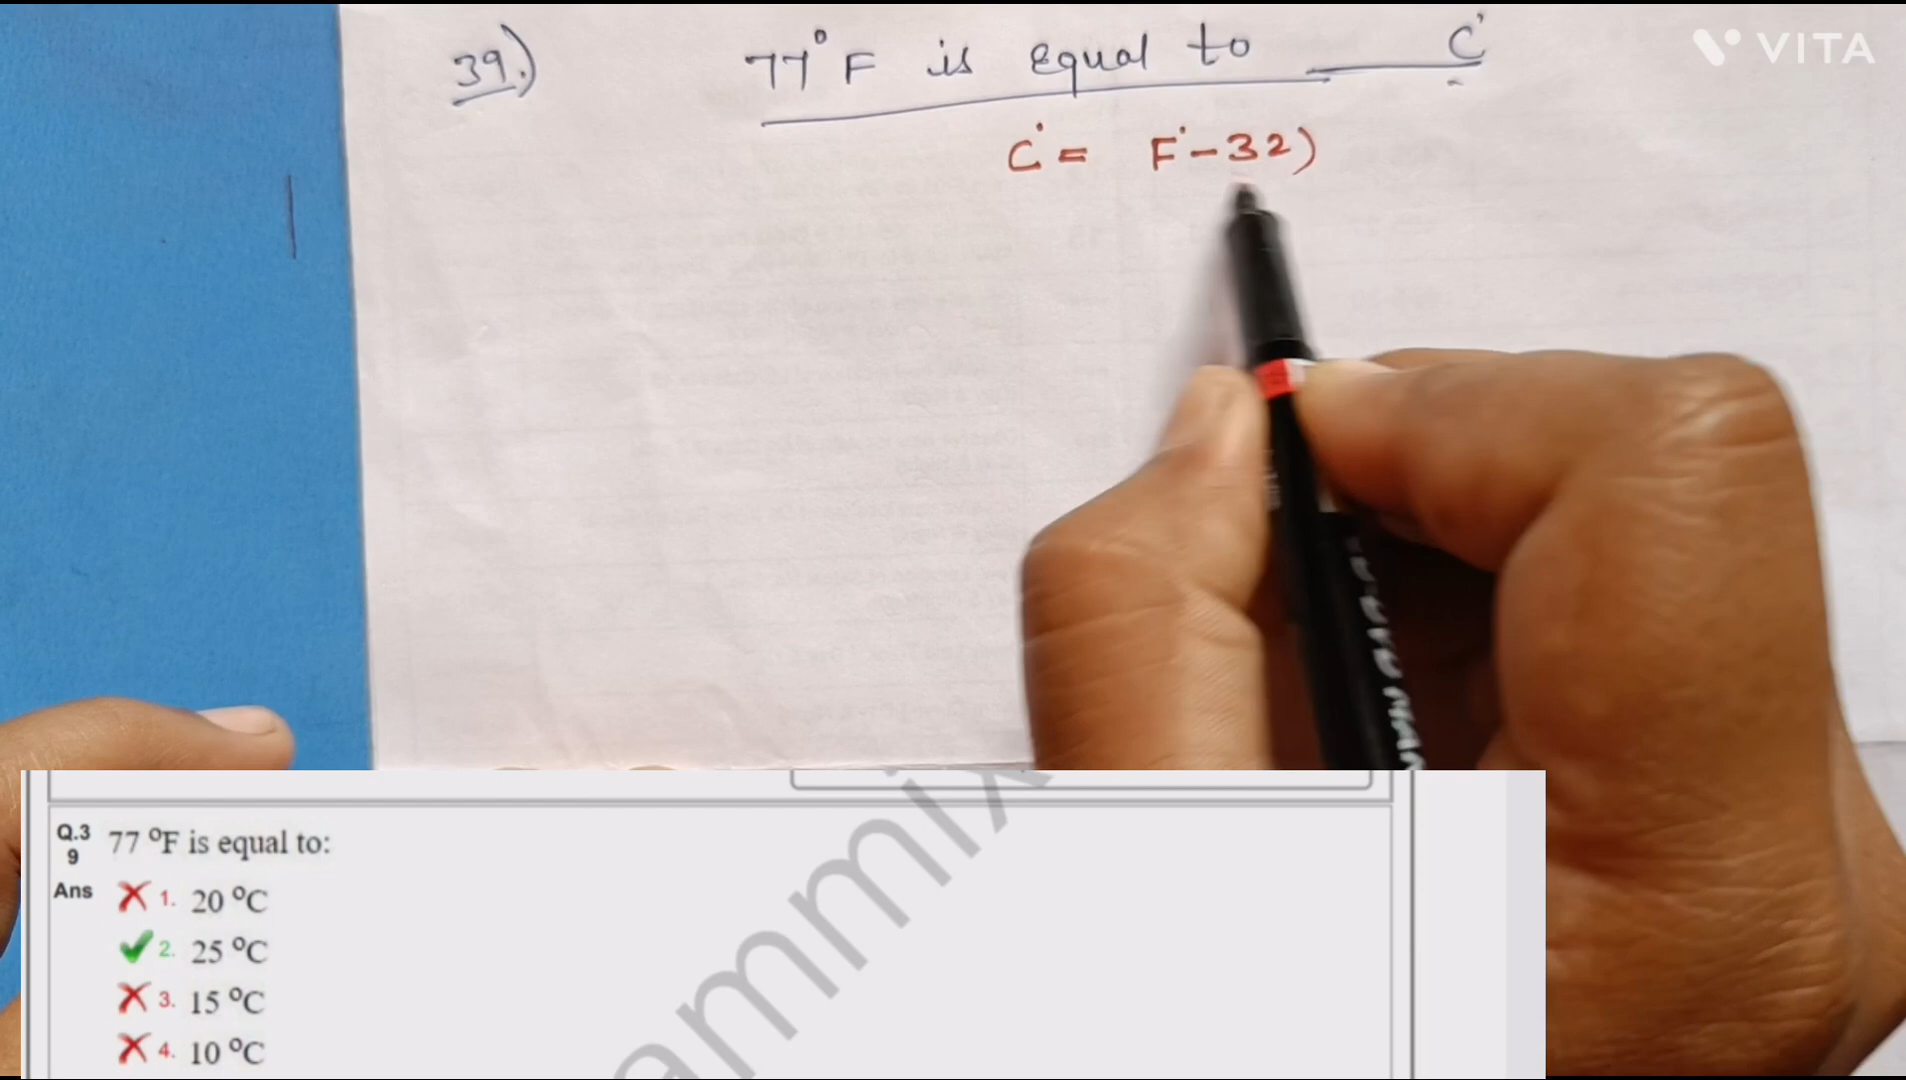 VITA
39.) 77° F is equal to ___ C°
C° = F° - 32)
Q.39 77 °F is equal to:
Ans 1. 20 °C
2. 25 °C
3. 15 °C
4. 10 °C
ammix